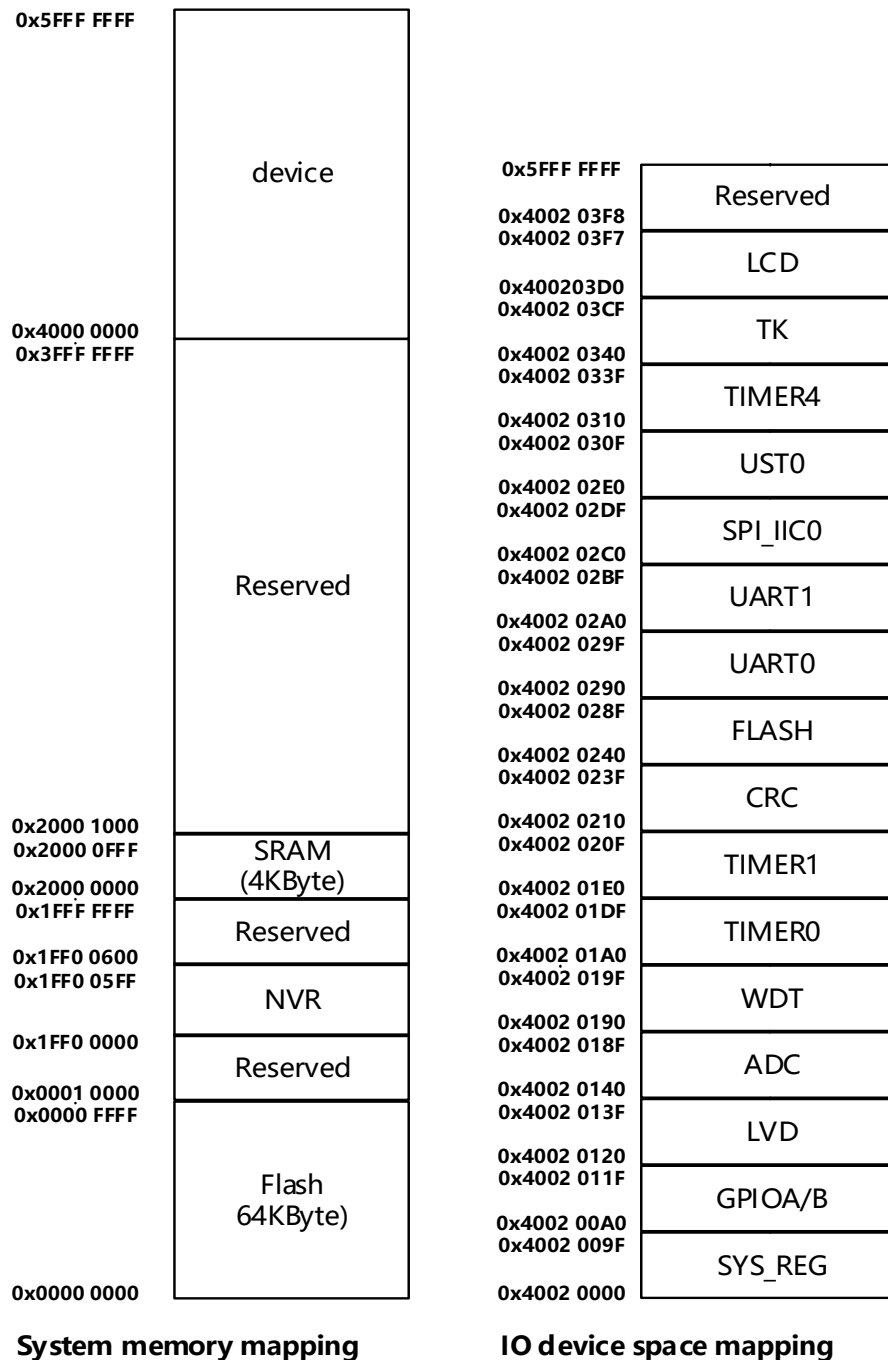 0x5FFF FFFF
device
0x4000 0000
0x3FFF FFFF
Reserved
0x2000 1000
0x2000 0FFF
SRAM
(4KByte)
0x2000 0000
0x1FFF FFFF
Reserved
0x1FF0 0600
0x1FF0 05FF
NVR
0x1FF0 0000
Reserved
0x0001 0000
0x0000 FFFF
Flash
64KByte)
0x0000 0000
System memory mapping
0x5FFF FFFF
Reserved
0x4002 03F8
0x4002 03F7
LCD
0x400203D0
0x4002 03CF
TK
0x4002 0340
0x4002 033F
TIMER4
0x4002 0310
0x4002 030F
UST0
0x4002 02E0
0x4002 02DF
SPI_IIC0
0x4002 02C0
0x4002 02BF
UART1
0x4002 02A0
0x4002 029F
UART0
0x4002 0290
0x4002 028F
FLASH
0x4002 0240
0x4002 023F
CRC
0x4002 0210
0x4002 020F
TIMER1
0x4002 01E0
0x4002 01DF
TIMER0
0x4002 01A0
0x4002 019F
WDT
0x4002 0190
0x4002 018F
ADC
0x4002 0140
0x4002 013F
LVD
0x4002 0120
0x4002 011F
GPIOA/B
0x4002 00A0
0x4002 009F
SYS_REG
0x4002 0000
IO device space mapping